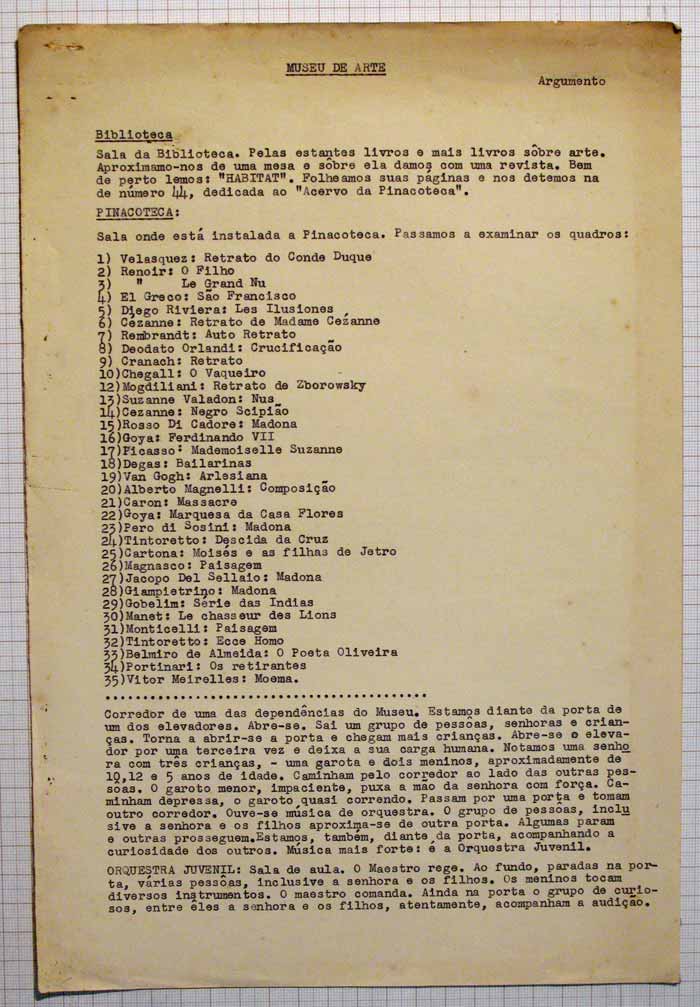 MUSEU DE ARTE
Argumento
Biblioteca
Sala da Biblioteca. Pelas estantes livros e mais livros sôbre arte.
Aproximamo-nos de uma mesa e sôbre ela damos com uma revista. Bem
de perto lemos: "HABITAT". Folheamos suas páginas e nos detemos na
de número 44, dedicada ao "Acervo da Pinacoteca".
PINACOTECA:
Sala onde está instalada a Pinacoteca. Passamos a examinar os quadros:
1) Velasquez: Retrato do Conde Duque
2) Renoir: O Filho
3) " Le Grand Nu
4) El Greco: São Francisco
5) Diego Riviera: Les Ilusiones
6) Cézanne: Retrato de Madame Cezánne
7) Rembrandt: Auto Retrato
8) Deodato Orlandi: Crucificação
9) Cranach: Retrato
10)Chegall: O Vaqueiro
12)Mogdiliani: Retrato de Zborowsky
13)Suzanne Valadon: Nus
14)Cezanne: Negro Scipião
15)Rosso Di Cadore: Madona
16)Goya: Ferdinando VII
17)Picasso: Mademoiselle Suzanne
18)Degas: Bailarinas
19)Van Gogh: Arlesiana
20)Alberto Magnelli: Composição
21)Caron: Massacre
22)Goya: Marquesa da Casa Flores
23)Pero di Sosini: Madona
24)Tintoretto: Descida da Cruz
25)Cartona: Moisés e as filhas de Jetro
26)Magnasco: Paisagem
27)Jacopo Del Sellaio: Madona
28)Giampietrino: Madona
29)Gobelim: Série das Indias
30)Manet: Le chasseur des Lions
31)Monticelli: Paisagem
32)Tintoretto: Ecce Homo
33)Belmiro de Almeida: O Poeta Oliveira
34)Portinari: Os retirantes
35)Vitor Meirelles: Moema.
...........................................
Corredor de uma das dependências do Museu. Estamos diante da porta de
um dos elevadores. Abre-se. Sai um grupo de pessôas, senhoras e crian-
ças. Torna a abrir-se a porta e chegam mais crianças. Abre-se o eleva-
dor por uma terceira vez e deixa a sua carga humana. Notamos uma senho
ra com três crianças, - uma garota e dois meninos, aproximadamente de
10,12 e 5 anos de idade. Caminham pelo corredor ao lado das outras pes-
soas. O garoto menor, impaciente, puxa a mão da senhora com força. Ca-
minham depressa, o garoto quasi correndo. Passam por uma porta e tomam
outro corredor. Ouve-se música de orquestra. O grupo de pessoas, inclu
sive a senhora e os filhos aproxima-se de outra porta. Algumas param
e outras prosseguem.Estamos, também, diante da porta, acompanhando a
curiosidade dos outros. Música mais forte: é a Orquestra Juvenil.
ORQUESTRA JUVENIL: Sala de aula. O Maestro rege. Ao fundo, paradas na por-
ta, várias pessôas, inclusive a senhora e os filhos. Os meninos tocam
diversos instrumentos. O maestro comanda. Ainda na porta o grupo de curio-
sos, entre êles a senhora e os filhos, atentamente, acompanham a audição.